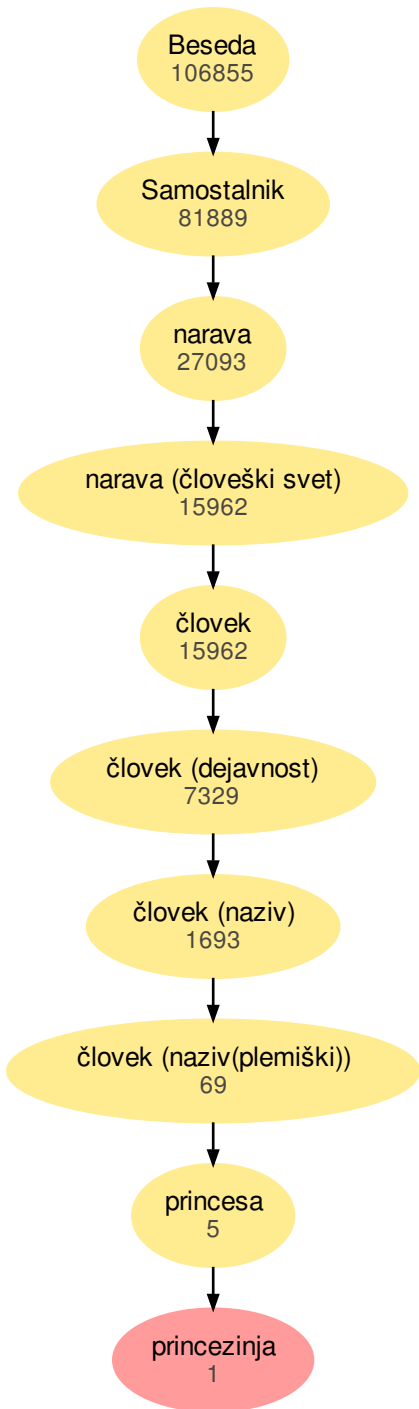 Beseda
106855
Samostalnik
81889
narava
27093
narava (človeški svet)
15962
človek
15962
človek (dejavnost)
7329
človek (naziv)
1693
človek (naziv(plemiški))
69
princesa
5
princezinja
1